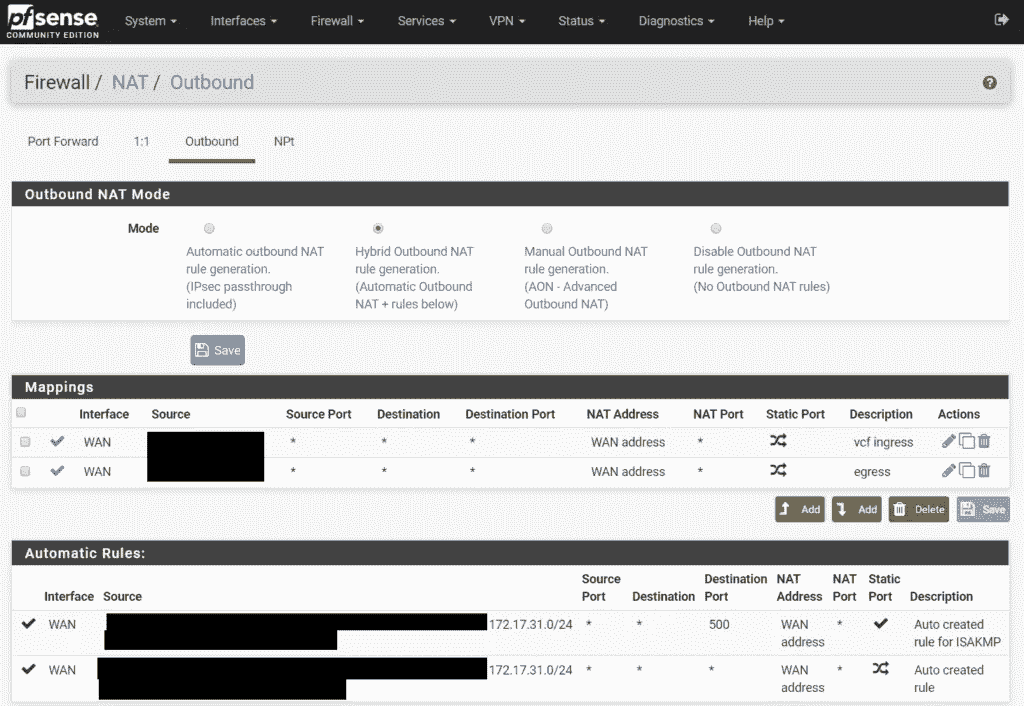 pfsense
COMMUNITY EDITION
System Interfaces Firewall Services VPN Status Diagnostics Help
Firewall / NAT / Outbound
Port Forward 1:1 Outbound NPt
Outbound NAT Mode
Mode
Automatic outbound NAT
rule generation.
(IPsec passthrough
included)
Hybrid Outbound NAT
rule generation.
(Automatic Outbound
NAT + rules below)
Manual Outbound NAT
rule generation.
(AON - Advanced
Outbound NAT)
Disable Outbound NAT
rule generation.
(No Outbound NAT rules)
Save
Mappings
Interface Source Source Port Destination Destination Port NAT Address NAT Port Static Port Description Actions
WAN * * * WAN address * vcf ingress
WAN * * * WAN address * egress
Add Add Delete Save
Automatic Rules:
Interface Source Source Port Destination Destination Port NAT Address NAT Port Static Port Description
WAN 172.17.31.0/24 * * 500 WAN address * Auto created rule for ISAKMP
WAN 172.17.31.0/24 * * * WAN address * Auto created rule